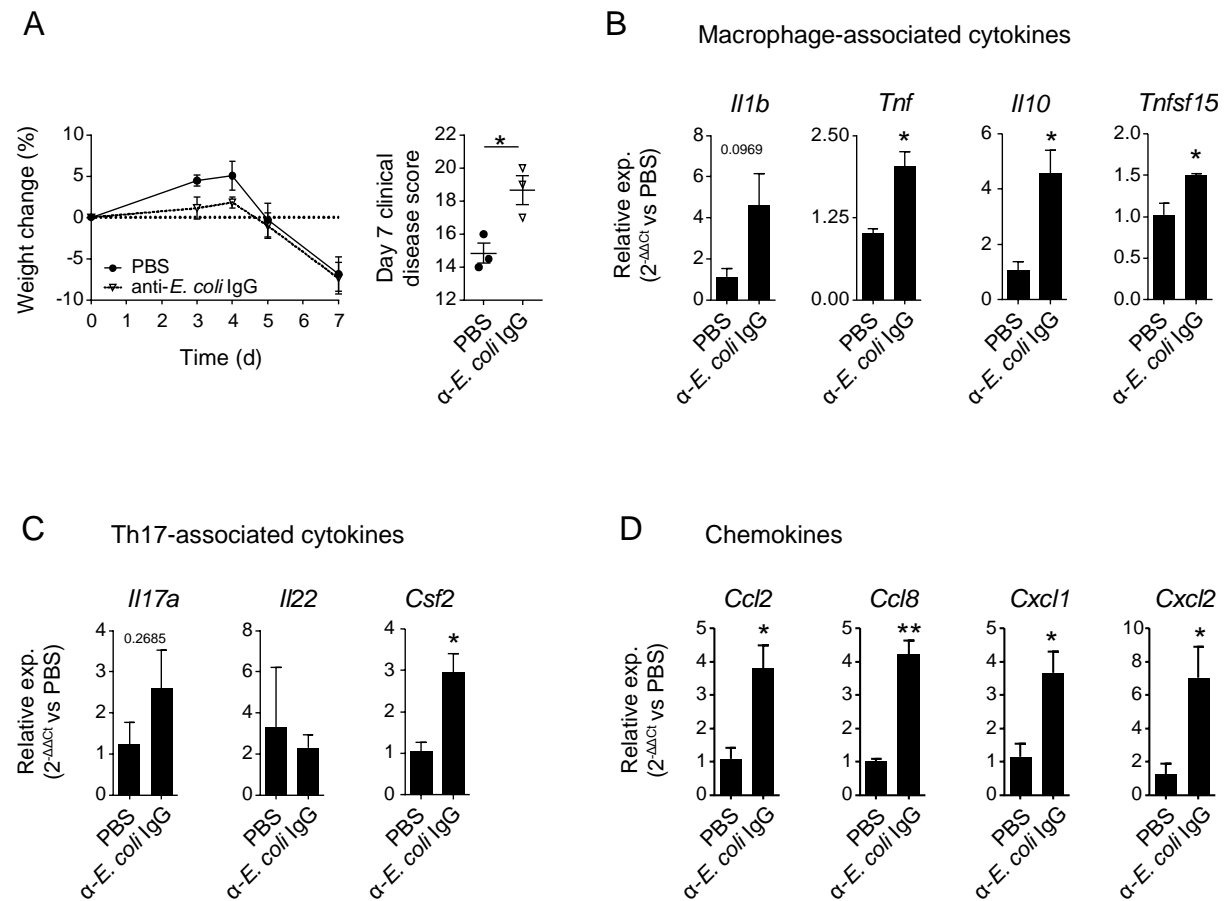 A
Weight change (%)
10
5
0
-5
-10
PBS
anti-E. coli IgG
0 1 2 3 4 5 6 7
Time (d)
Day 7 clinical
disease score
22
20
18
16
14
12
*
PBS
α-E. coli IgG
B
Macrophage-associated cytokines
Relative exp.
(2-ΔΔCt vs PBS)
Il1b
8
6
4
2
0
0.0969
PBS
α-E. coli IgG
Tnf
2.50
1.25
0.00
*
PBS
α-E. coli IgG
Il10
6
4
2
0
*
PBS
α-E. coli IgG
Tnfsf15
2.0
1.5
1.0
0.5
0.0
*
PBS
α-E. coli IgG
C
Th17-associated cytokines
Relative exp.
(2-ΔΔCt vs PBS)
Il17a
4
3
2
1
0
0.2685
PBS
α-E. coli IgG
Il22
8
6
4
2
0
PBS
α-E. coli IgG
Csf2
4
3
2
1
0
*
PBS
α-E. coli IgG
D
Chemokines
Relative exp.
(2-ΔΔCt vs PBS)
Ccl2
5
4
3
2
1
0
*
PBS
α-E. coli IgG
Ccl8
5
4
3
2
1
0
**
PBS
α-E. coli IgG
Cxcl1
5
4
3
2
1
0
*
PBS
α-E. coli IgG
Cxcl2
10
8
6
4
2
0
*
PBS
α-E. coli IgG